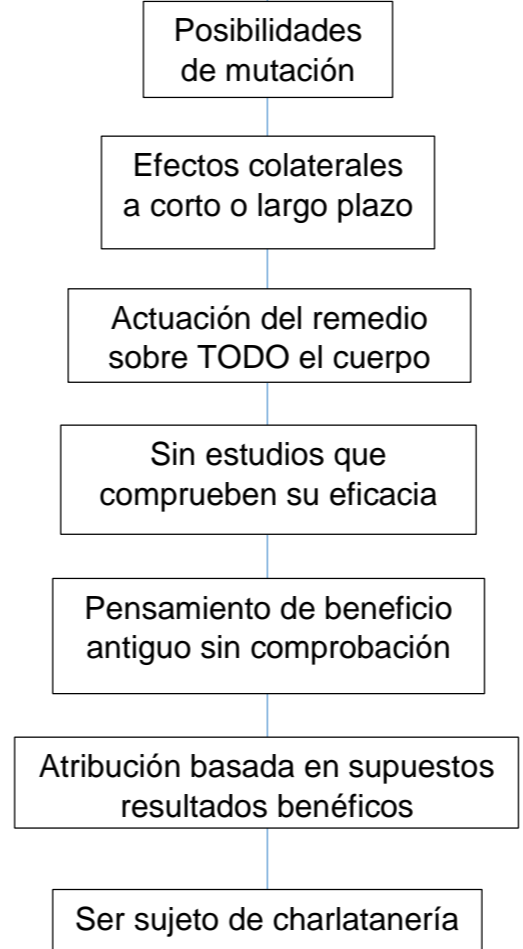 Posibilidades
de mutación
Efectos colaterales
a corto o largo plazo
Actuación del remedio
sobre TODO el cuerpo
Sin estudios que
comprueben su eficacia
Pensamiento de beneficio
antiguo sin comprobación
Atribución basada en supuestos
resultados benéficos
Ser sujeto de charlatanería